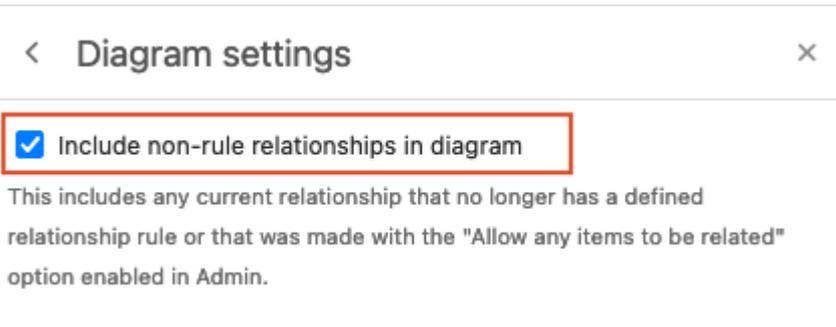 Diagram settings
Include non-rule relationships in diagram
This includes any current relationship that no longer has a defined
relationship rule or that was made with the "Allow any items to be related"
option enabled in Admin.